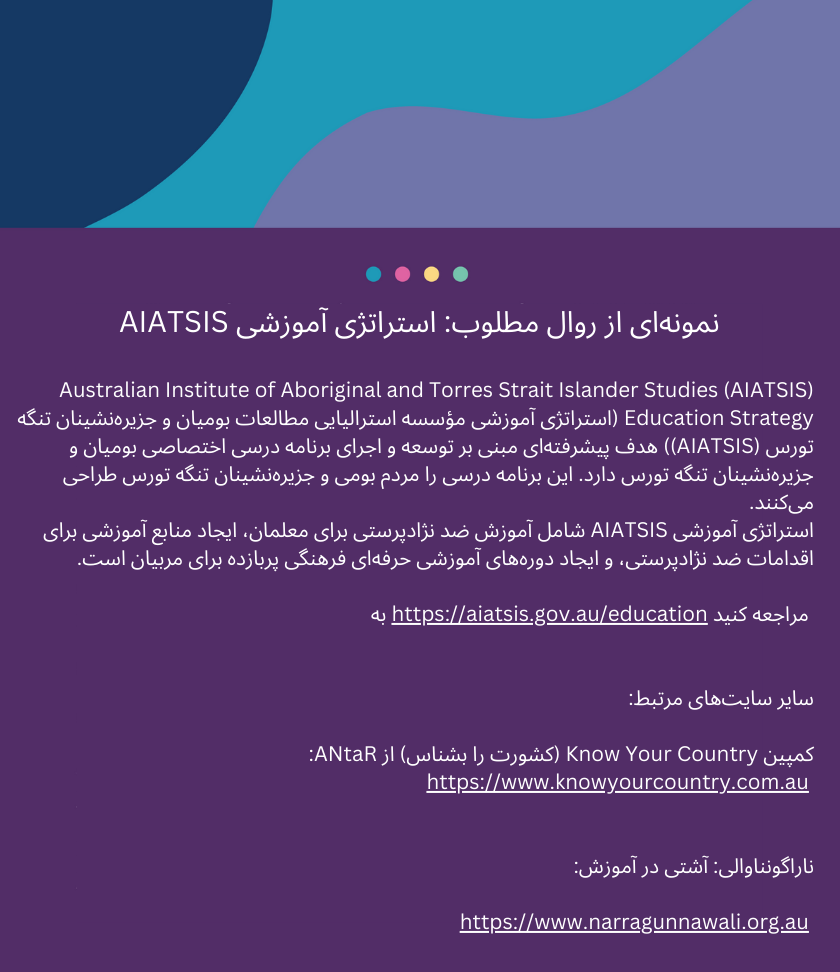 نمونه‌ای از روال مطلوب: استراتژی آموزشی AIATSIS
Australian Institute of Aboriginal and Torres Strait Islander Studies (AIATSIS)
Education Strategy (استراتژی آموزشی مؤسسه استرالیایی مطالعات بومیان و جزیره‌نشینان تنگه
تورس (AIATSIS)) هدف پیشرفته‌ای مبنی بر توسعه و اجرای برنامه درسی اختصاصی بومیان و
جزیره‌نشینان تنگه تورس دارد. این برنامه درسی را مردم بومی و جزیره‌نشینان تنگه تورس طراحی
می‌کنند.
استراتژی آموزشی AIATSIS شامل آموزش ضد نژادپرستی برای معلمان، ایجاد منابع آموزشی برای
اقدامات ضد نژادپرستی، و ایجاد دوره‌های آموزشی حرفه‌ای فرهنگی پربازده برای مربیان است.
مراجعه کنید https://aiatsis.gov.au/education به
سایر سایت‌های مرتبط:
کمپین Know Your Country (کشورت را بشناس) از ANtaR:
https://www.knowyourcountry.com.au
ناراگونناوالی: آشتی در آموزش:
https://www.narragunnawali.org.au